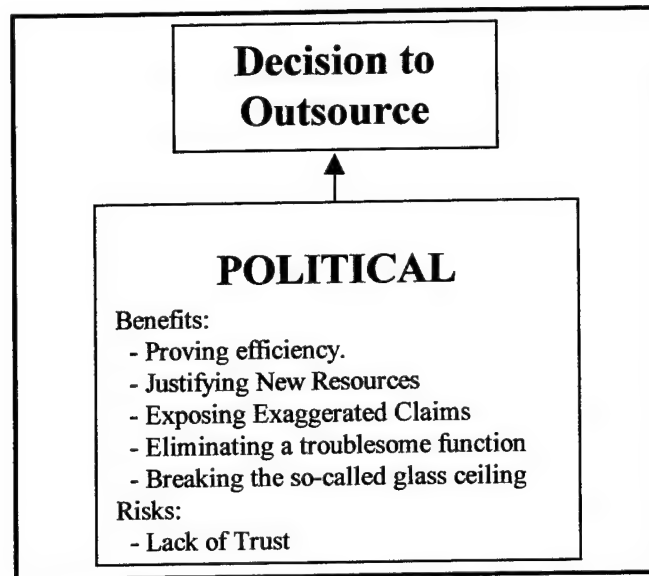 Decision to
Outsource
POLITICAL
Benefits:
- Proving efficiency.
- Justifying New Resources
- Exposing Exaggerated Claims
- Eliminating a troublesome function
- Breaking the so-called glass ceiling
Risks:
- Lack of Trust